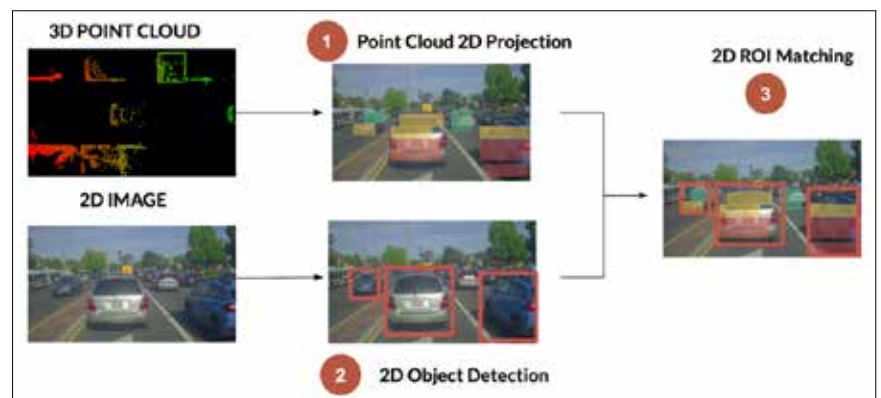 3D POINT CLOUD
1 Point Cloud 2D Projection
2D ROI Matching
3
2D IMAGE
2 2D Object Detection